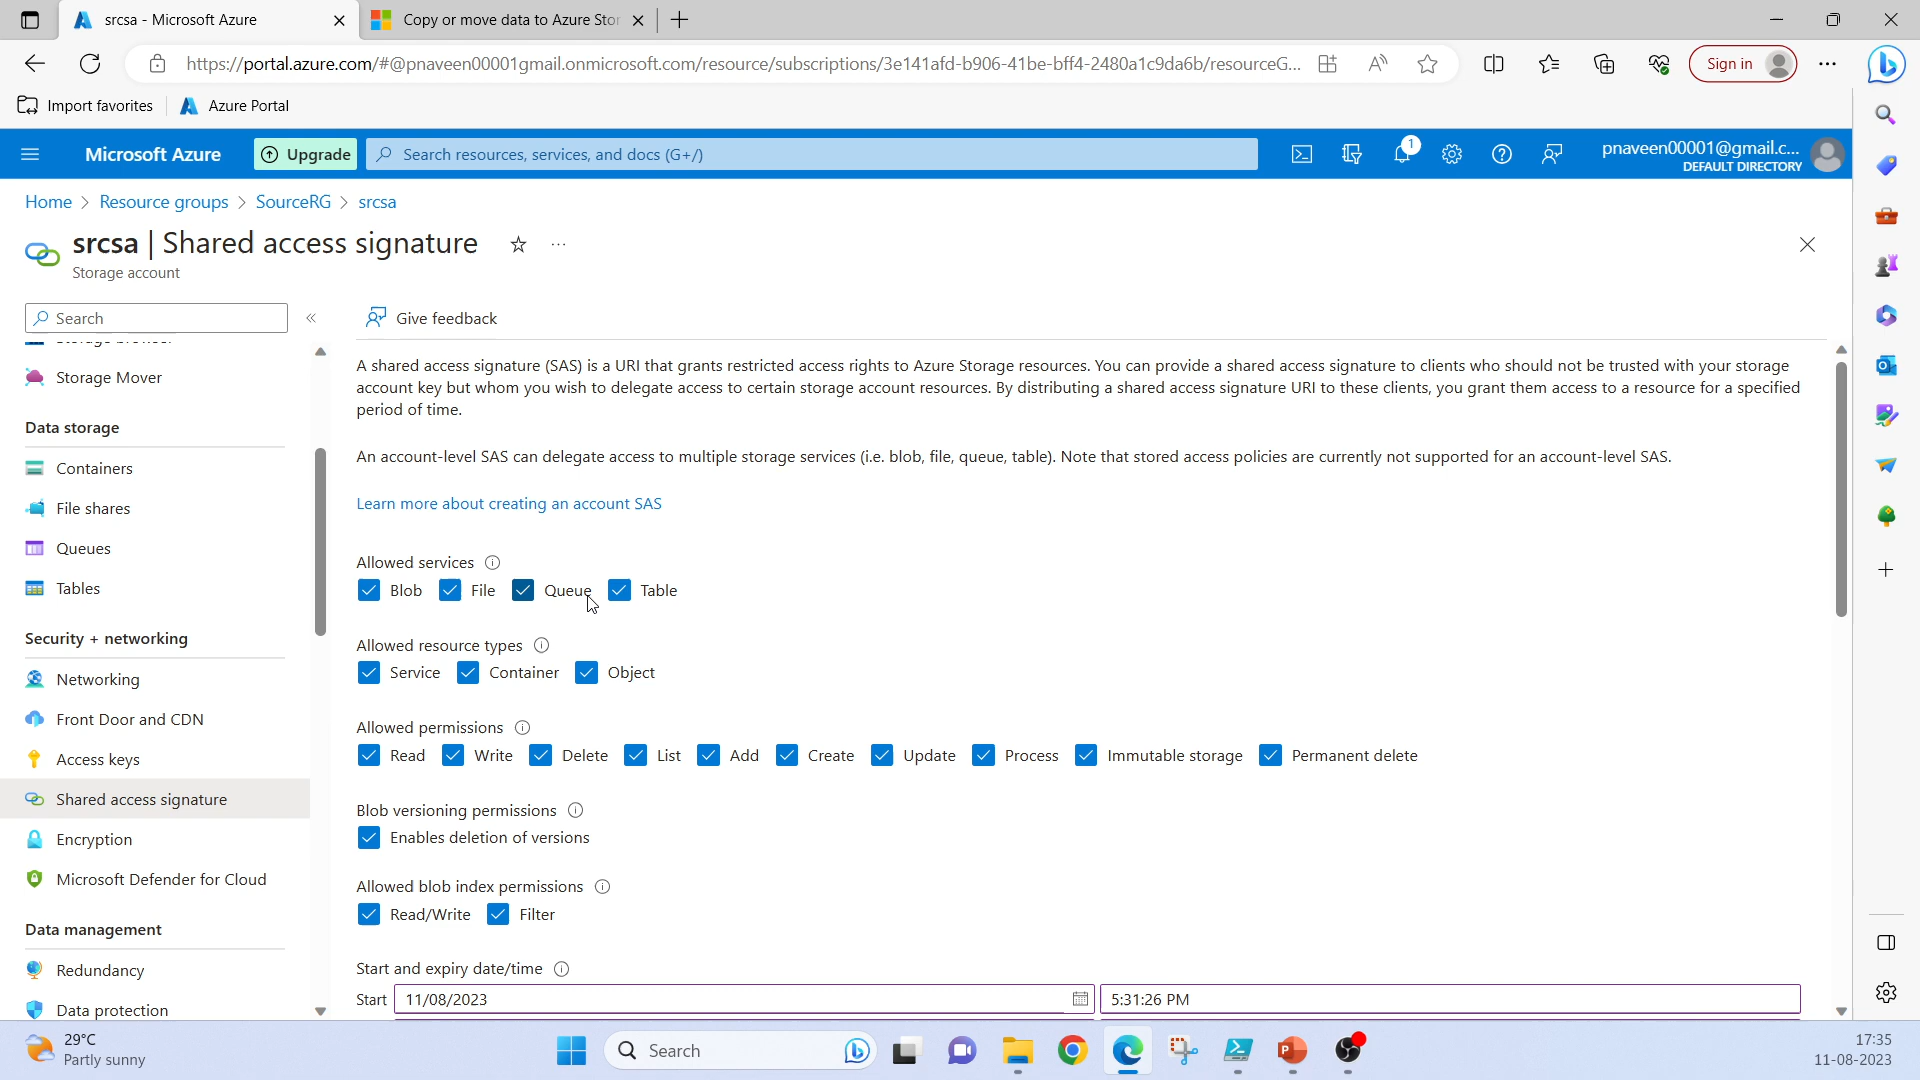 srcsa - Microsoft Azure
Copy or move data to Azure Stor
https://portal.azure.com/#@pnaveen00001gmail.onmicrosoft.com/resource/subscriptions/3e141afd-b906-41be-bff4-2480a1c9da6b/resourceG...
Sign in
Import favorites
Azure Portal
Microsoft Azure
Upgrade
Search resources, services, and docs (G+/)
1
pnaveen00001@gmail.c...
DEFAULT DIRECTORY
Home > Resource groups > SourceRG > srcsa
srcsa | Shared access signature
Storage account
Search
Give feedback
Storage Mover
Data storage
Containers
File shares
Queues
Tables
Security + networking
Networking
Front Door and CDN
Access keys
Shared access signature
Encryption
Microsoft Defender for Cloud
Data management
Redundancy
Data protection
A shared access signature (SAS) is a URI that grants restricted access rights to Azure Storage resources. You can provide a shared access signature to clients who should not be trusted with your storage
account key but whom you wish to delegate access to certain storage account resources. By distributing a shared access signature URI to these clients, you grant them access to a resource for a specified
period of time.
An account-level SAS can delegate access to multiple storage services (i.e. blob, file, queue, table). Note that stored access policies are currently not supported for an account-level SAS.
Learn more about creating an account SAS
Allowed services
Blob File Queue Table
Allowed resource types
Service Container Object
Allowed permissions
Read Write Delete List Add Create Update Process Immutable storage Permanent delete
Blob versioning permissions
Enables deletion of versions
Allowed blob index permissions
Read/Write Filter
Start and expiry date/time
Start 11/08/2023 5:31:26 PM
29°C
Partly sunny
Search
17:35
11-08-2023